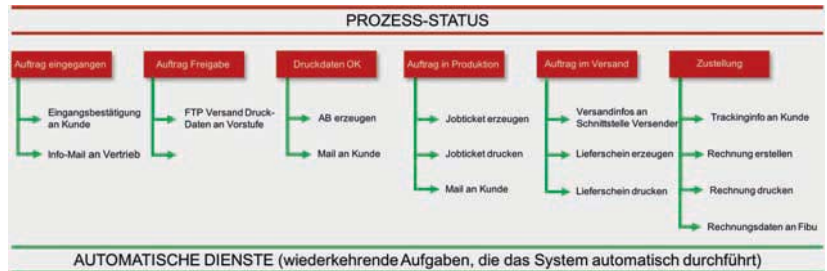 PROZESS-STATUS
Auftrag eingegangen
Auftrag Freigabe
Druckdaten OK
Auftrag in Produktion
Auftrag im Versand
Zustellung
Eingangsbestätigung
an Kunde
Info-Mail an Vertrieb
FTP Versand Druck-
Daten an Vorstufe
AB erzeugen
Mail an Kunde
Jobticket erzeugen
Jobticket drucken
Mail an Kunde
Versandinfos an
Schnittstelle Versender
Lieferschein erzeugen
Lieferschein drucken
Trackinginfo an Kunde
Rechnung erstellen
Rechnung drucken
Rechnungsdaten an Fibu
AUTOMATISCHE DIENSTE (wiederkehrende Aufgaben, die das System automatisch durchführt)